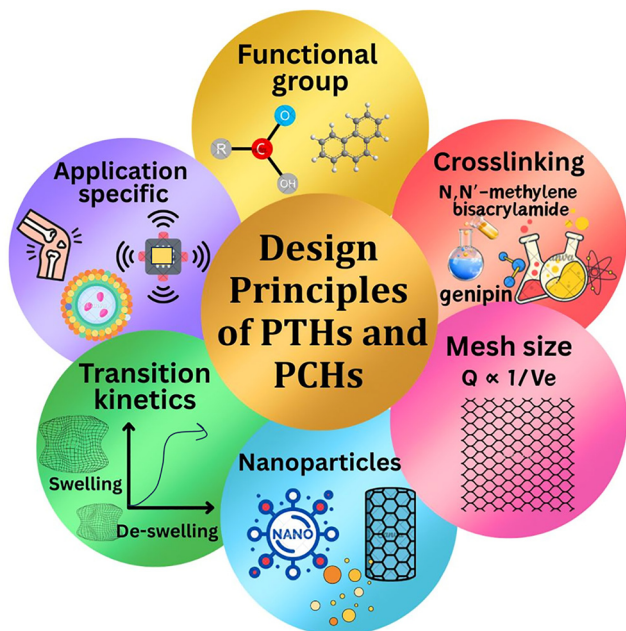 Functional
group
O
R
C
OH
Application
specific
Crosslinking
N,N'-methylene
bisacrylamide
genipin
Design
Principles
of PTHs and
PCHs
Mesh size
Q ∝ 1/Ve
Transition
kinetics
Swelling
De-swelling
Nanoparticles
NANO